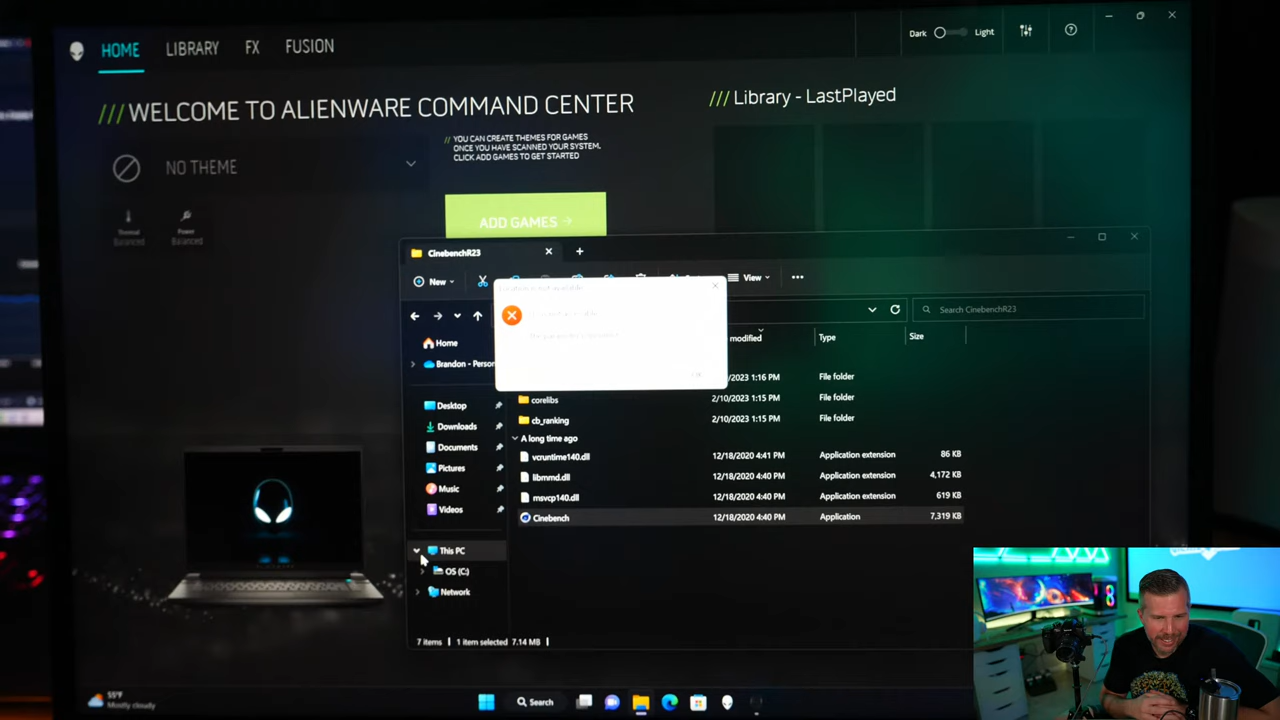 HOME LIBRARY FX FUSION
Dark Light
///WELCOME TO ALIENWARE COMMAND CENTER
/// Library - LastPlayed
NO THEME
// YOU CAN CREATE THEMES FOR GAMES
ONCE YOU HAVE SCANNED YOUR SYSTEM.
CLICK ADD GAMES TO GET STARTED
Thermal
Balanced
Power
Balanced
ADD GAMES
CinebenchR23
New
View
Search CinebenchR23
Home
Brandon - Person
Desktop
Downloads
Documents
Pictures
Music
Videos
This PC
OS (C:)
Network
modified Type Size
/2023 1:16 PM File folder
corelibs 2/10/2023 1:15 PM File folder
cb_ranking 2/10/2023 1:15 PM File folder
A long time ago
vcruntime140.dll 12/18/2020 4:41 PM Application extension 86 KB
libmmd.dll 12/18/2020 4:40 PM Application extension 4,172 KB
msvcp140.dll 12/18/2020 4:40 PM Application extension 619 KB
Cinebench 12/18/2020 4:40 PM Application 7,319 KB
7 items 1 item selected 7.14 MB
55°F
Mostly cloudy
Search